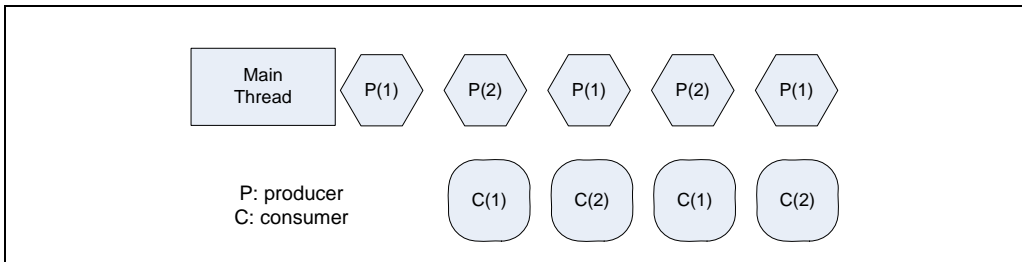 Main
Thread
P(1)
P(2)
P(1)
P(2)
P(1)
C(1)
C(2)
C(1)
C(2)
P: producer
C: consumer